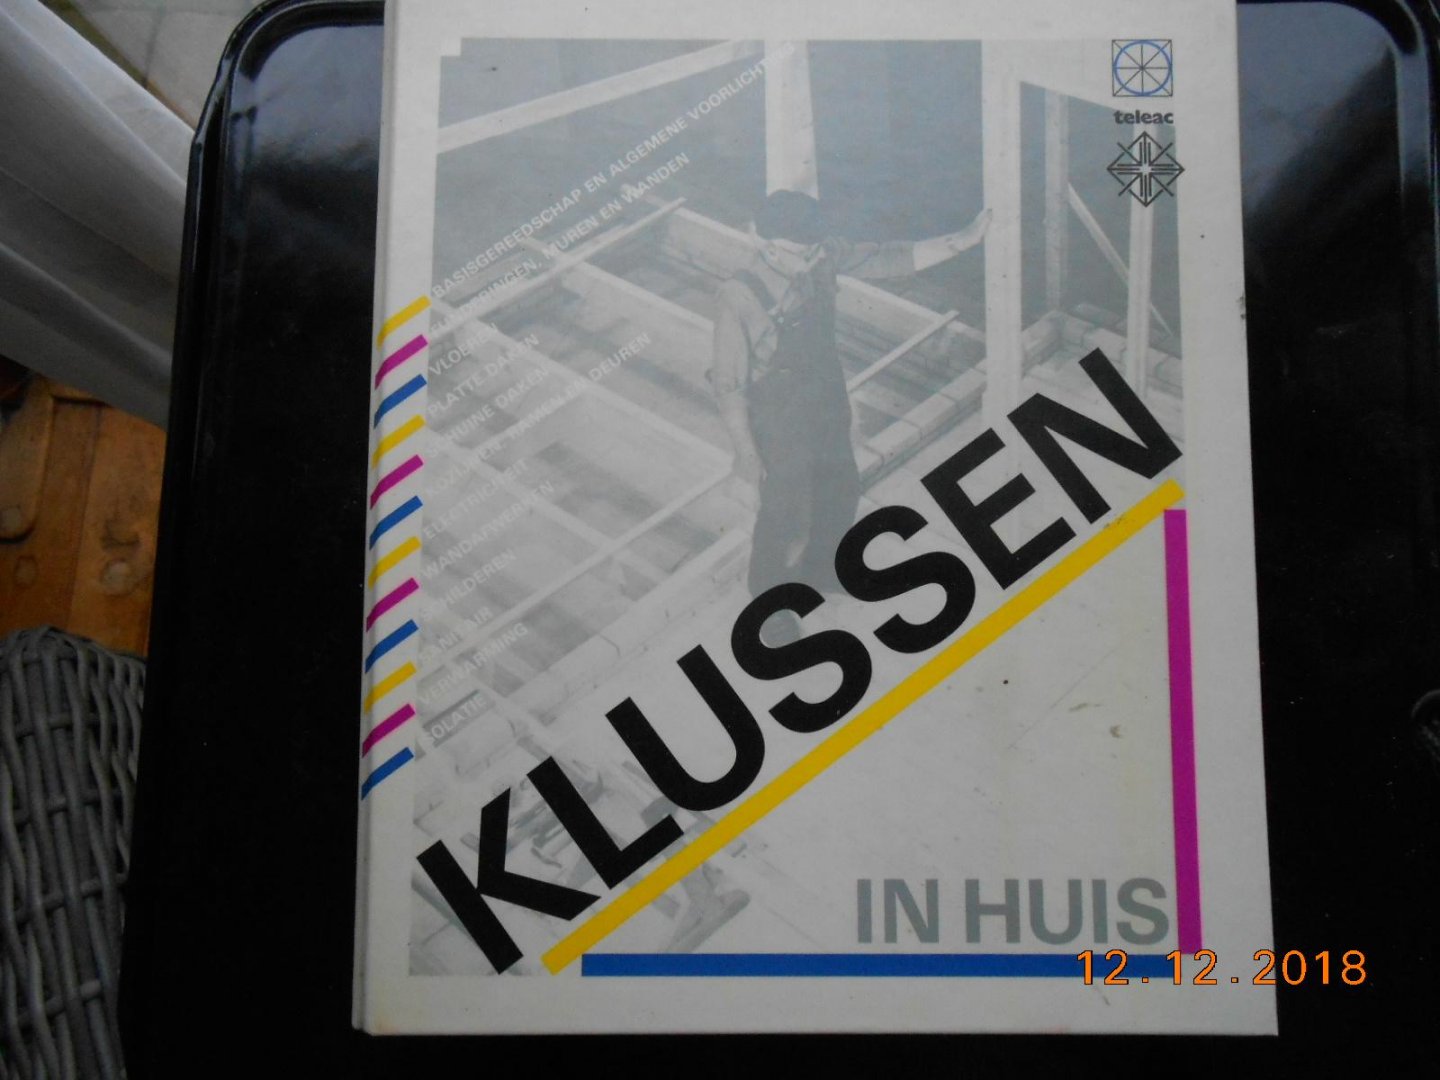 teleac
BASISGEREEDSCHAP EN ALGEMENE VOORLICHTING
MUREN EN WANDEN
VLOEREN
PLATTE DAKEN
SCHUINE DAKEN
KOZIJNEN, RAMEN EN DEUREN
ELECTRICITEIT
WANDAFWERKEN
SCHILDEREN
SANITAIR
VERWARMING
ISOLATIE
KLUSSEN
IN HUIS
12.12.2018